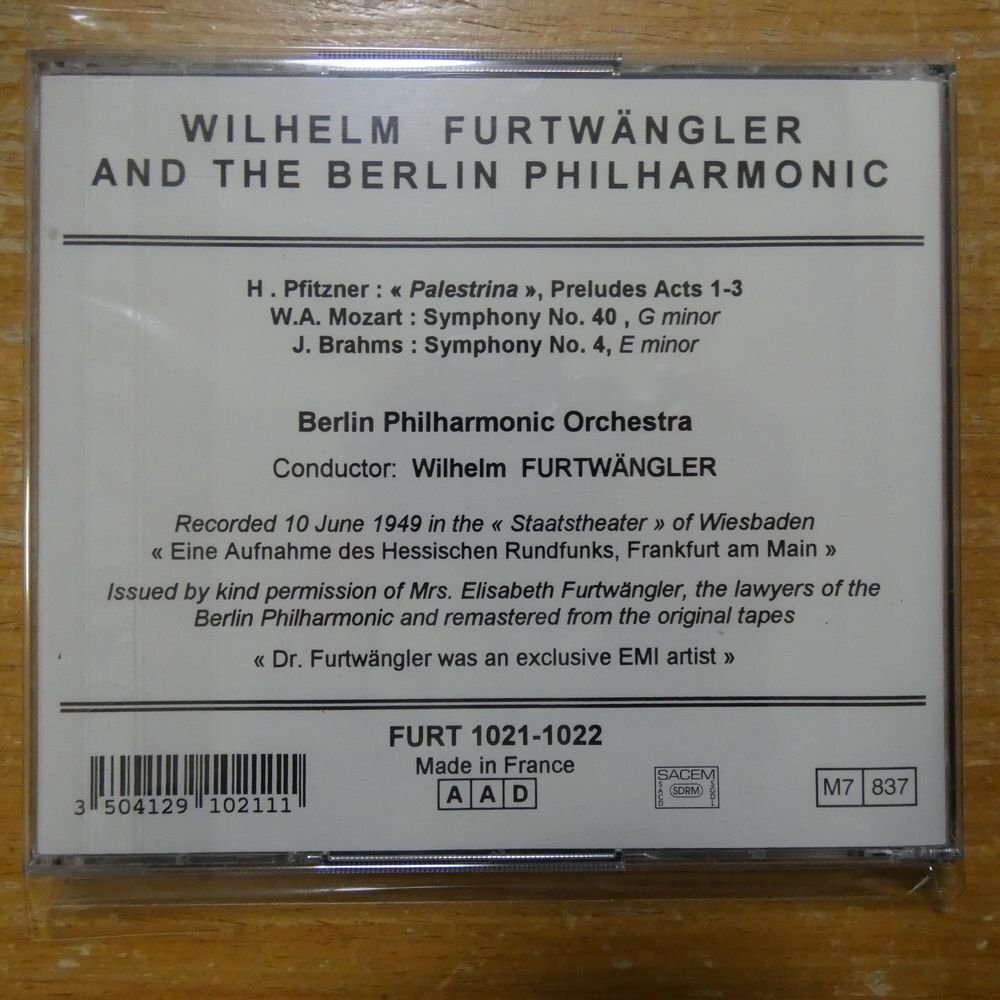 WILHELM FURTWÄNGLER
AND THE BERLIN PHILHARMONIC
H . Pfitzner : « Palestrina », Preludes Acts 1-3
W.A. Mozart : Symphony No. 40 , G minor
J. Brahms : Symphony No. 4, E minor
Berlin Philharmonic Orchestra
Conductor: Wilhelm FURTWÄNGLER
Recorded 10 June 1949 in the « Staatstheater » of Wiesbaden
« Eine Aufnahme des Hessischen Rundfunks, Frankfurt am Main »
Issued by kind permission of Mrs. Elisabeth Furtwängler, the lawyers of the
Berlin Philharmonic and remastered from the original tapes
« Dr. Furtwängler was an exclusive EMI artist »
FURT 1021-1022
Made in France
A A D
3 504129 102111
SACEM
SACD
SDRM
SGDL
M7 837